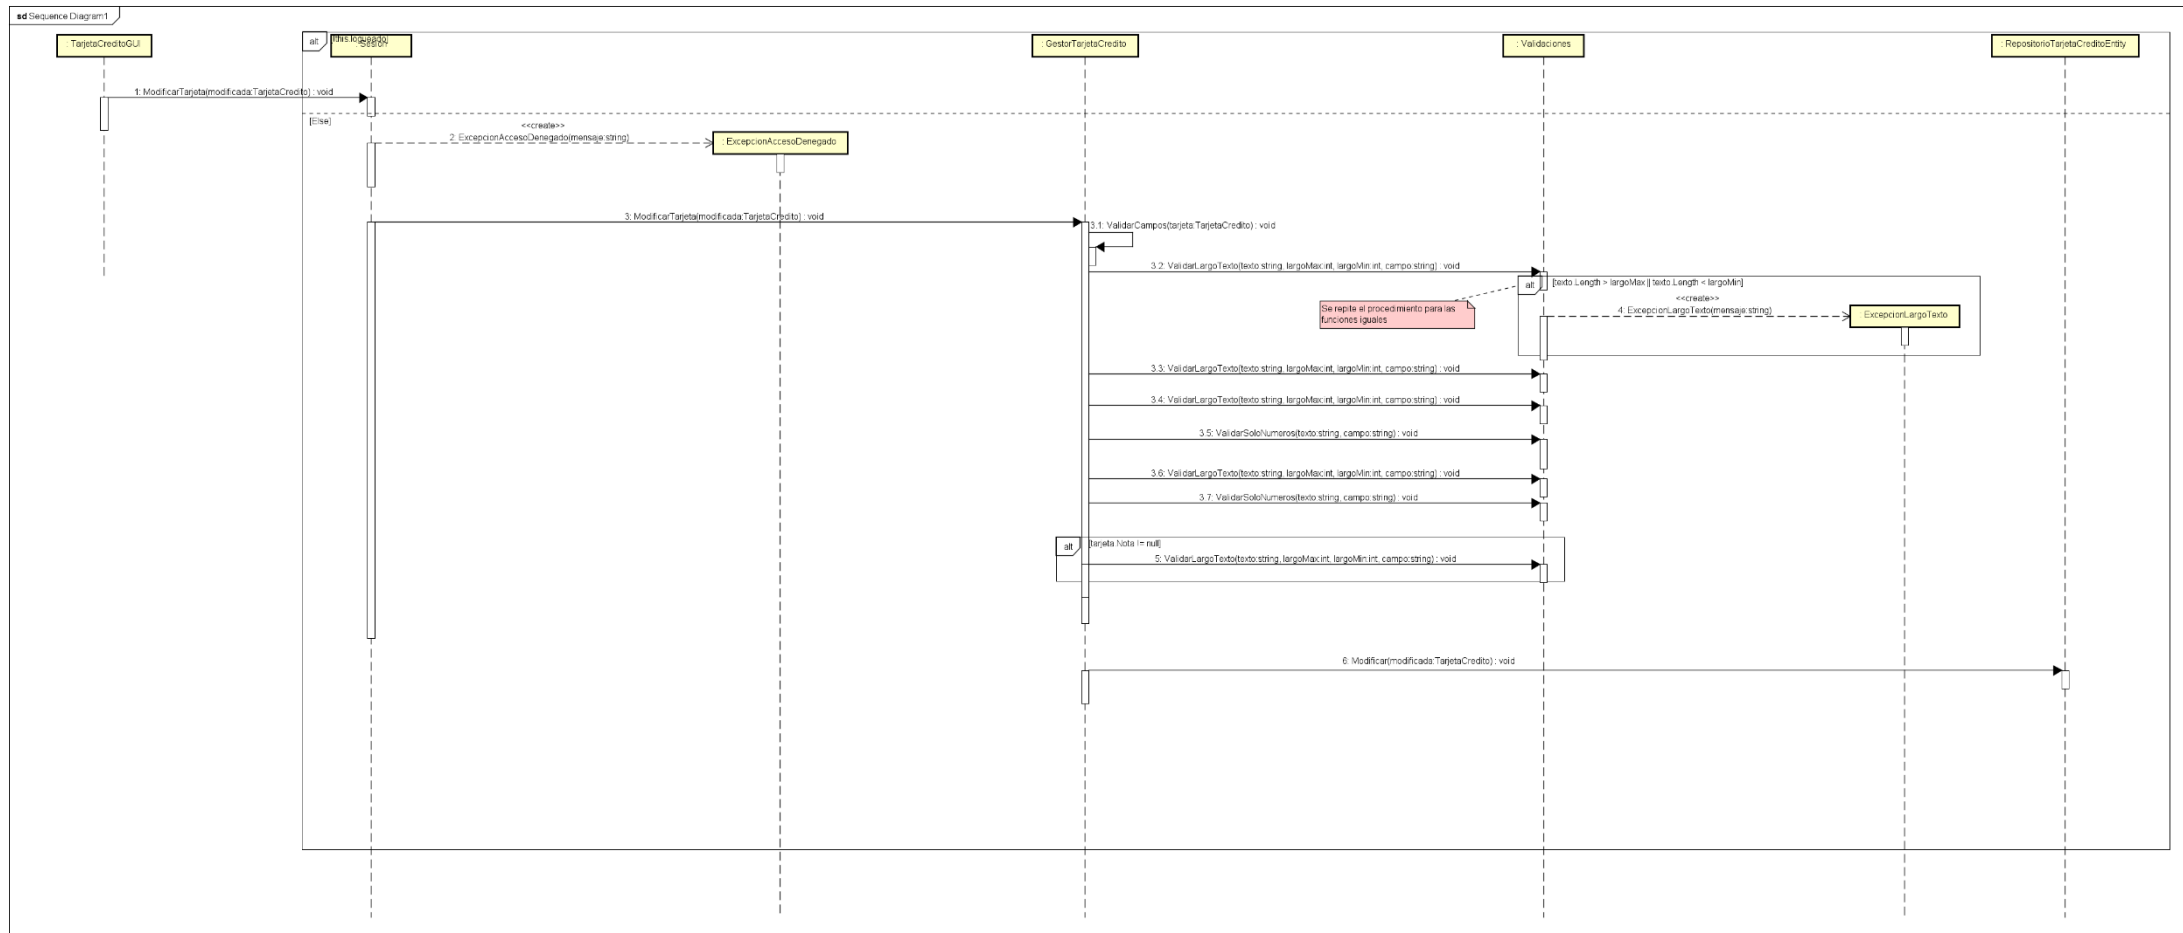 sd Sequence Diagram1
: TarjetaCreditoGUI
alt
: Sesion
: GestorTarjetaCredito
: Validaciones
: RepositorioTarjetaCreditoEntity
1: ModificarTarjeta(modificada:TarjetaCredito) : void
[Else]
<<create>>
2: ExcepcionAccesoDenegado(mensaje:string)
: ExcepcionAccesoDenegado
3: ModificarTarjeta(modificada:TarjetaCredito) : void
3.1: ValidarCampos(tarjeta:TarjetaCredito) : void
3.2: ValidarLargoTexto(texto:string, largoMax:int, largoMin:int, campo:string) : void
alt
[texto.Length > largoMax || texto.Length < largoMin]
<<create>>
4: ExcepcionLargoTexto(mensaje:string)
: ExcepcionLargoTexto
Se repite el procedimiento para las
funciones iguales
3.3: ValidarLargoTexto(texto:string, largoMax:int, largoMin:int, campo:string) : void
3.4: ValidarLargoTexto(texto:string, largoMax:int, largoMin:int, campo:string) : void
3.5: ValidarSoloNumeros(texto:string, campo:string) : void
3.6: ValidarLargoTexto(texto:string, largoMax:int, largoMin:int, campo:string) : void
3.7: ValidarSoloNumeros(texto:string, campo:string) : void
alt
[tarjeta.Nota != null]
5: ValidarLargoTexto(texto:string, largoMax:int, largoMin:int, campo:string) : void
6: Modificar(modificada:TarjetaCredito) : void